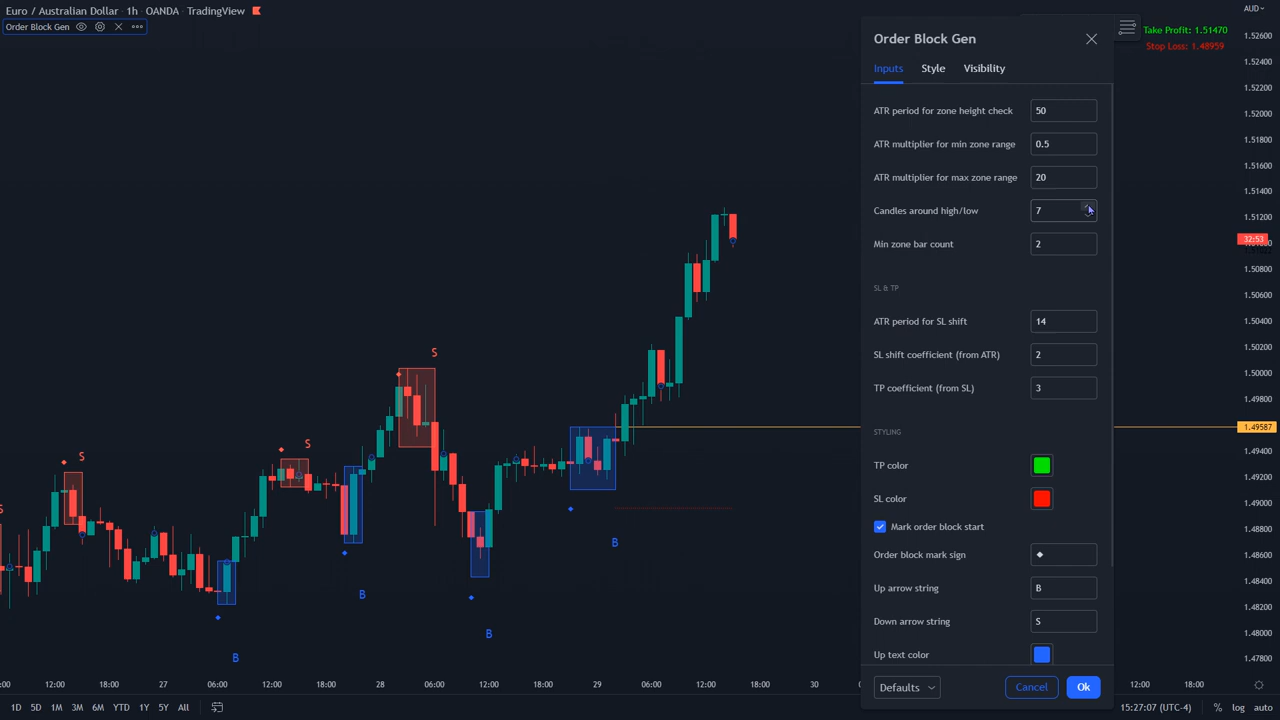 Euro / Australian Dollar · 1h · OANDA · TradingView
AUD
Order Block Gen
Take Profit: 1.51470
Stop Loss: 1.48959
Order Block Gen
Inputs
Style
Visibility
ATR period for zone height check
50
ATR multiplier for min zone range
0.5
ATR multiplier for max zone range
20
Candles around high/low
7
Min zone bar count
2
SL & TP
ATR period for SL shift
14
SL shift coefficient (from ATR)
2
TP coefficient (from SL)
3
STYLING
TP color
SL color
Mark order block start
Order block mark sign
◆
Up arrow string
B
Down arrow string
S
Up text color
Defaults
Cancel
Ok
1.52600
1.52400
1.52200
1.52000
1.51800
1.51600
1.51400
1.51200
32:53
1.50800
1.50600
1.50400
1.50200
1.50000
1.49800
1.49587
1.49400
1.49200
1.49000
1.48800
1.48600
1.48400
1.48200
1.48000
1.47800
S
S
S
S
B
B
B
B
:00
12:00
18:00
27
06:00
12:00
18:00
28
06:00
12:00
18:00
29
06:00
12:00
18:00
30
12:00
18:00
1D
5D
1M
3M
6M
YTD
1Y
5Y
All
15:27:07 (UTC-4)
%
log
auto